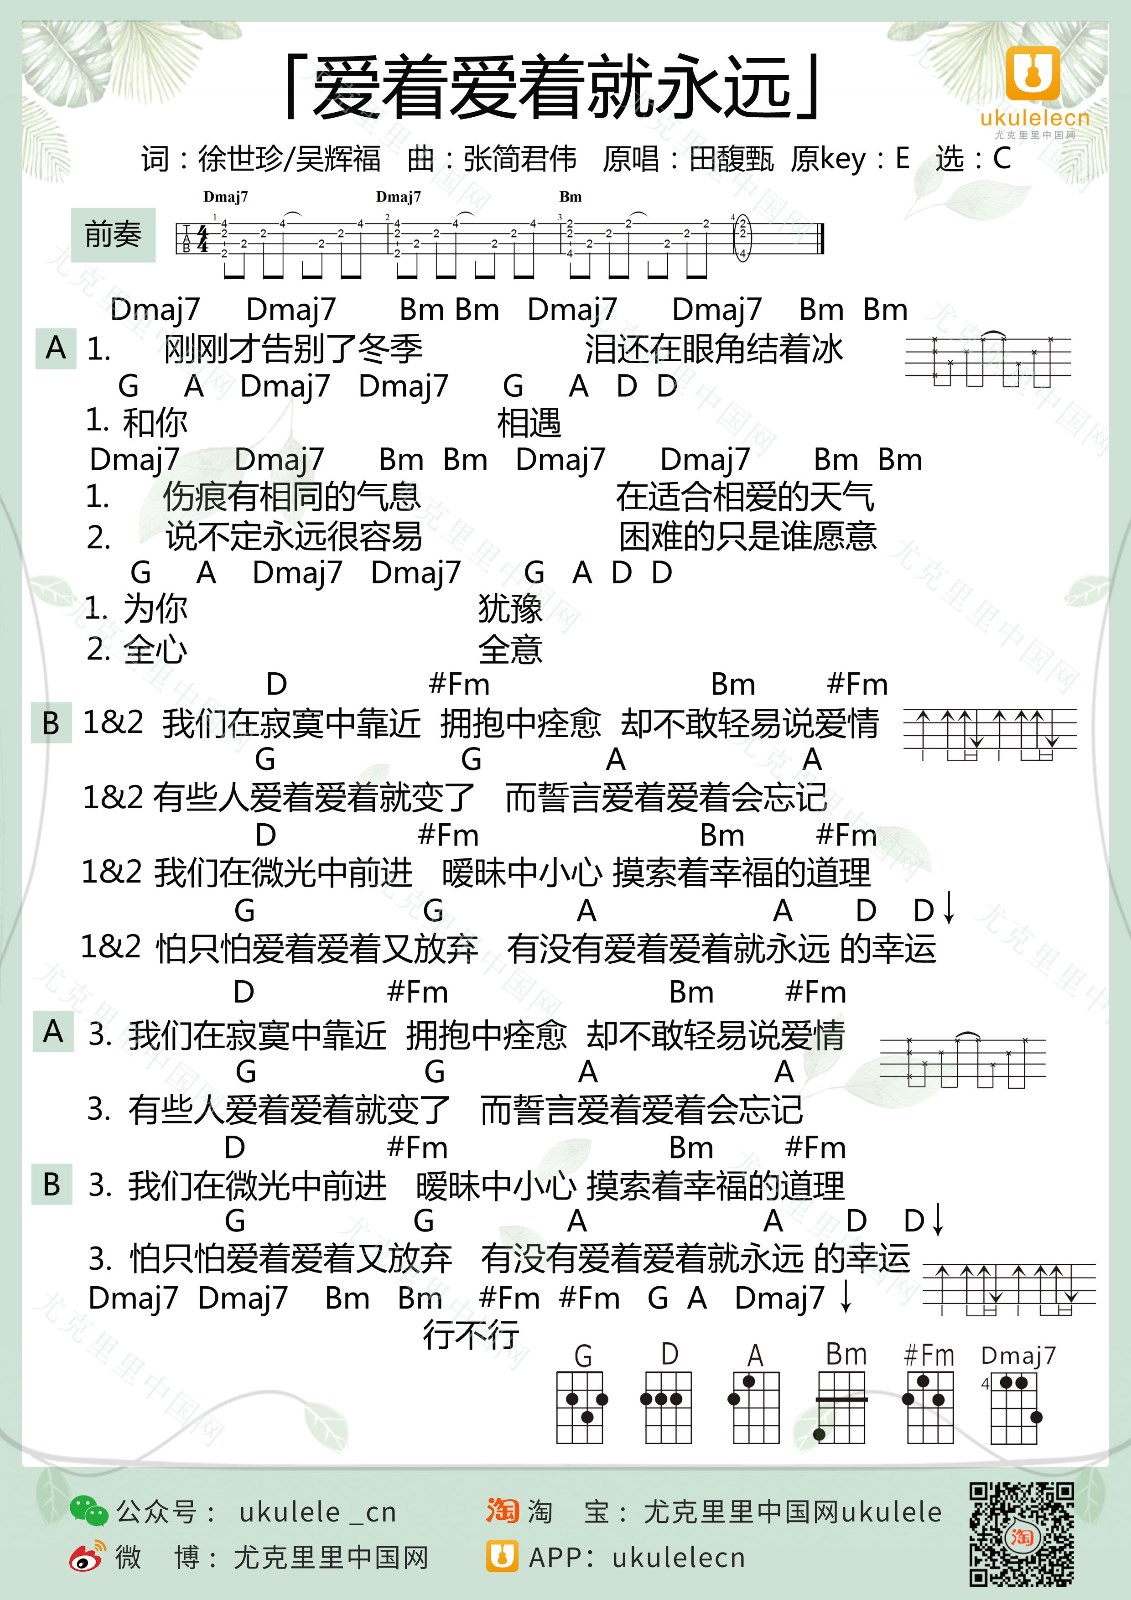 「爱着爱着就永远」
ukulelecn
尤克里里中国网
词：徐世珍/吴辉福 曲：张简君伟 原唱：田馥甄 原key：E 选：C
Dmaj7 Dmaj7 Bm
前奏
Dmaj7 Dmaj7 Bm Bm Dmaj7 Dmaj7 Bm Bm
A 1. 刚刚才告别了冬季 泪还在眼角结着冰
G A Dmaj7 Dmaj7 G A D D
1. 和你 相遇
Dmaj7 Dmaj7 Bm Bm Dmaj7 Dmaj7 Bm Bm
1. 伤痕有相同的气息 在适合相爱的天气
2. 说不定永远很容易 困难的只是谁愿意
G A Dmaj7 Dmaj7 G A D D
1. 为你 犹豫
2. 全心 全意
D #Fm Bm #Fm
B 1&2 我们在寂寞中靠近 拥抱中痊愈 却不敢轻易说爱情
G G A A
1&2 有些人爱着爱着就变了 而誓言爱着爱着会忘记
D #Fm Bm #Fm
1&2 我们在微光中前进 暧昧中小心 摸索着幸福的道理
G G A A D D↓
1&2 怕只怕爱着爱着又放弃 有没有爱着爱着就永远 的幸运
D #Fm Bm #Fm
A 3. 我们在寂寞中靠近 拥抱中痊愈 却不敢轻易说爱情
G G A A
3. 有些人爱着爱着就变了 而誓言爱着爱着会忘记
D #Fm Bm #Fm
B 3. 我们在微光中前进 暧昧中小心 摸索着幸福的道理
G G A A D D↓
3. 怕只怕爱着爱着又放弃 有没有爱着爱着就永远 的幸运
Dmaj7 Dmaj7 Bm Bm #Fm #Fm G A Dmaj7 ↓
行不行
G D A Bm #Fm Dmaj7
4
公众号： ukulele _cn
淘 淘 宝：尤克里里中国网ukulele
微 博：尤克里里中国网
APP：ukulelecn
淘